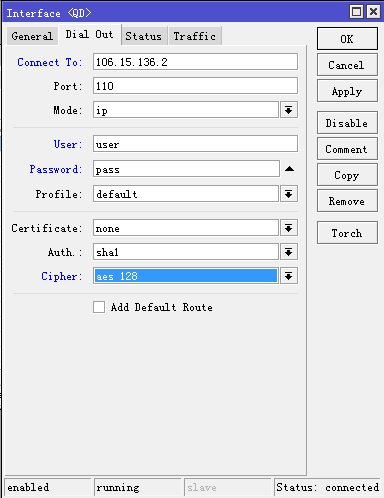 Interface <QD>
General Dial Out Status Traffic
Connect To: 106.15.136.2
Port: 110
Mode: ip
User: user
Password: pass
Profile: default
Certificate: none
Auth.: sha1
Cipher: aes 128
Add Default Route
OK
Cancel
Apply
Disable
Comment
Copy
Remove
Torch
enabled running slave Status: connected